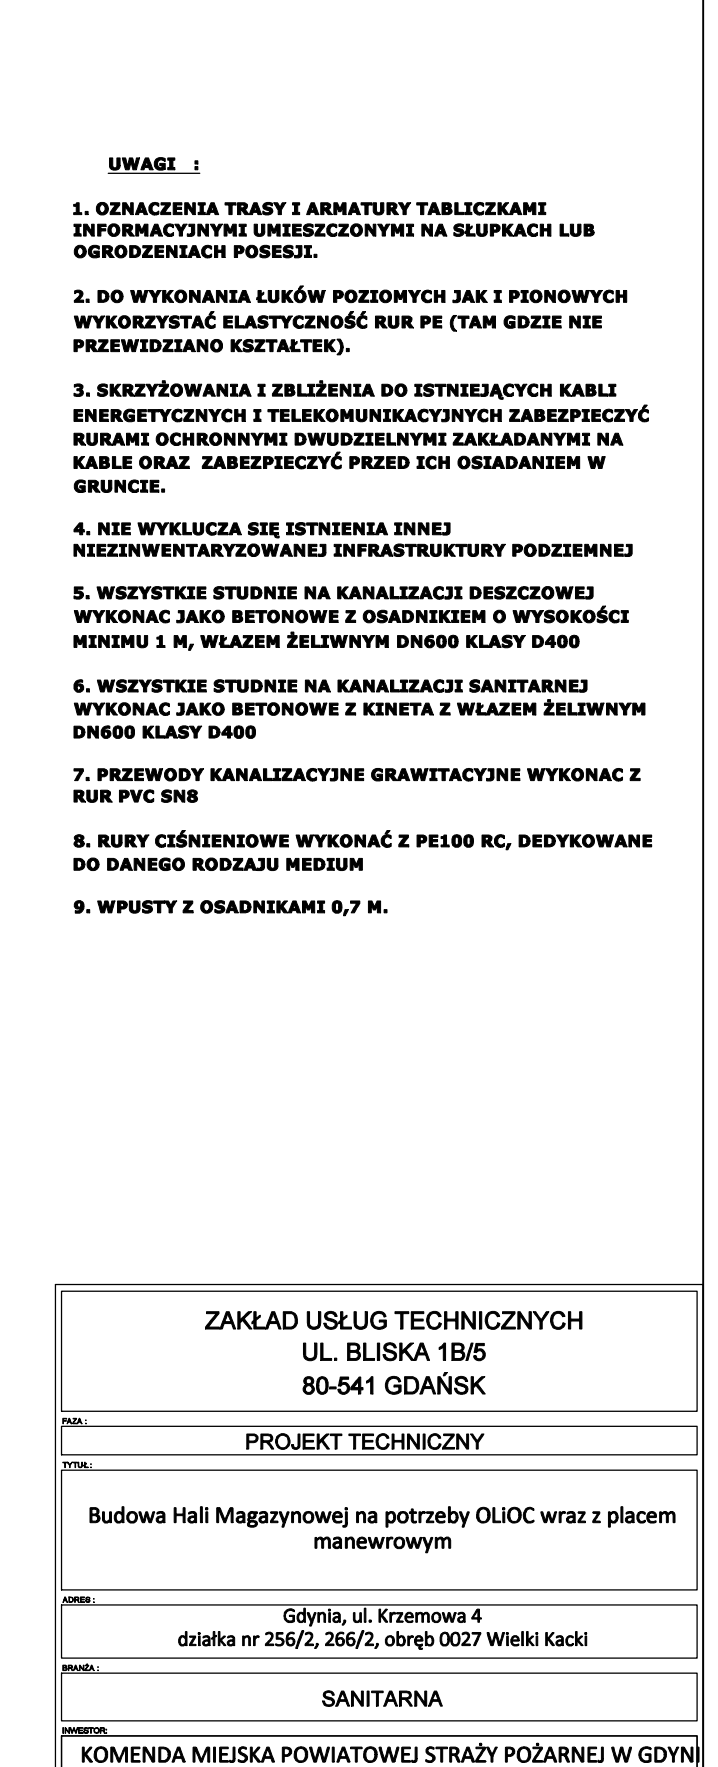 UWAGI :
1. OZNACZENIA TRASY I ARMATURY TABLICZKAMI
INFORMACYJNYMI UMIESZCZONYMI NA SŁUPKACH LUB
OGRODZENIACH POSESJI.
2. DO WYKONANIA ŁUKÓW POZIOMYCH JAK I PIONOWYCH
WYKORZYSTAĆ ELASTYCZNOŚĆ RUR PE (TAM GDZIE NIE
PRZEWIDZIANO KSZTAŁTEK).
3. SKRZYŻOWANIA I ZBLIŻENIA DO ISTNIEJĄCYCH KABLI
ENERGETYCZNYCH I TELEKOMUNIKACYJNYCH ZABEZPIECZYĆ
RURAMI OCHRONNYMI DWUDZIELNYMI ZAKŁADANYMI NA
KABLE ORAZ  ZABEZPIECZYĆ PRZED ICH OSIADANIEM W
GRUNCIE.
4. NIE WYKLUCZA SIĘ ISTNIENIA INNEJ
NIEZINWENTARYZOWANEJ INFRASTRUKTURY PODZIEMNEJ
5. WSZYSTKIE STUDNIE NA KANALIZACJI DESZCZOWEJ
WYKONAC JAKO BETONOWE Z OSADNIKIEM O WYSOKOŚCI
MINIMU 1 M, WŁAZEM ŻELIWNYM DN600 KLASY D400
6. WSZYSTKIE STUDNIE NA KANALIZACJI SANITARNEJ
WYKONAC JAKO BETONOWE Z KINETA Z WŁAZEM ŻELIWNYM
DN600 KLASY D400
7. PRZEWODY KANALIZACYJNE GRAWITACYJNE WYKONAC Z
RUR PVC SN8
8. RURY CIŚNIENIOWE WYKONAĆ Z PE100 RC, DEDYKOWANE
DO DANEGO RODZAJU MEDIUM
9. WPUSTY Z OSADNIKAMI 0,7 M.
ZAKŁAD USŁUG TECHNICZNYCH
UL. BLISKA 1B/5
80-541 GDAŃSK
FAZA :
PROJEKT TECHNICZNY
TYTUŁ :
Budowa Hali Magazynowej na potrzeby OLiOC wraz z placem
manewrowym
ADRES :
Gdynia, ul. Krzemowa 4
działka nr 256/2, 266/2, obręb 0027 Wielki Kacki
BRANŻA :
SANITARNA
INWESTOR:
KOMENDA MIEJSKA POWIATOWEJ STRAŻY POŻARNEJ W GDYNI